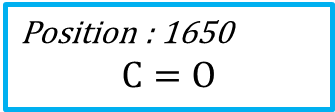 Position : 1650
C = O